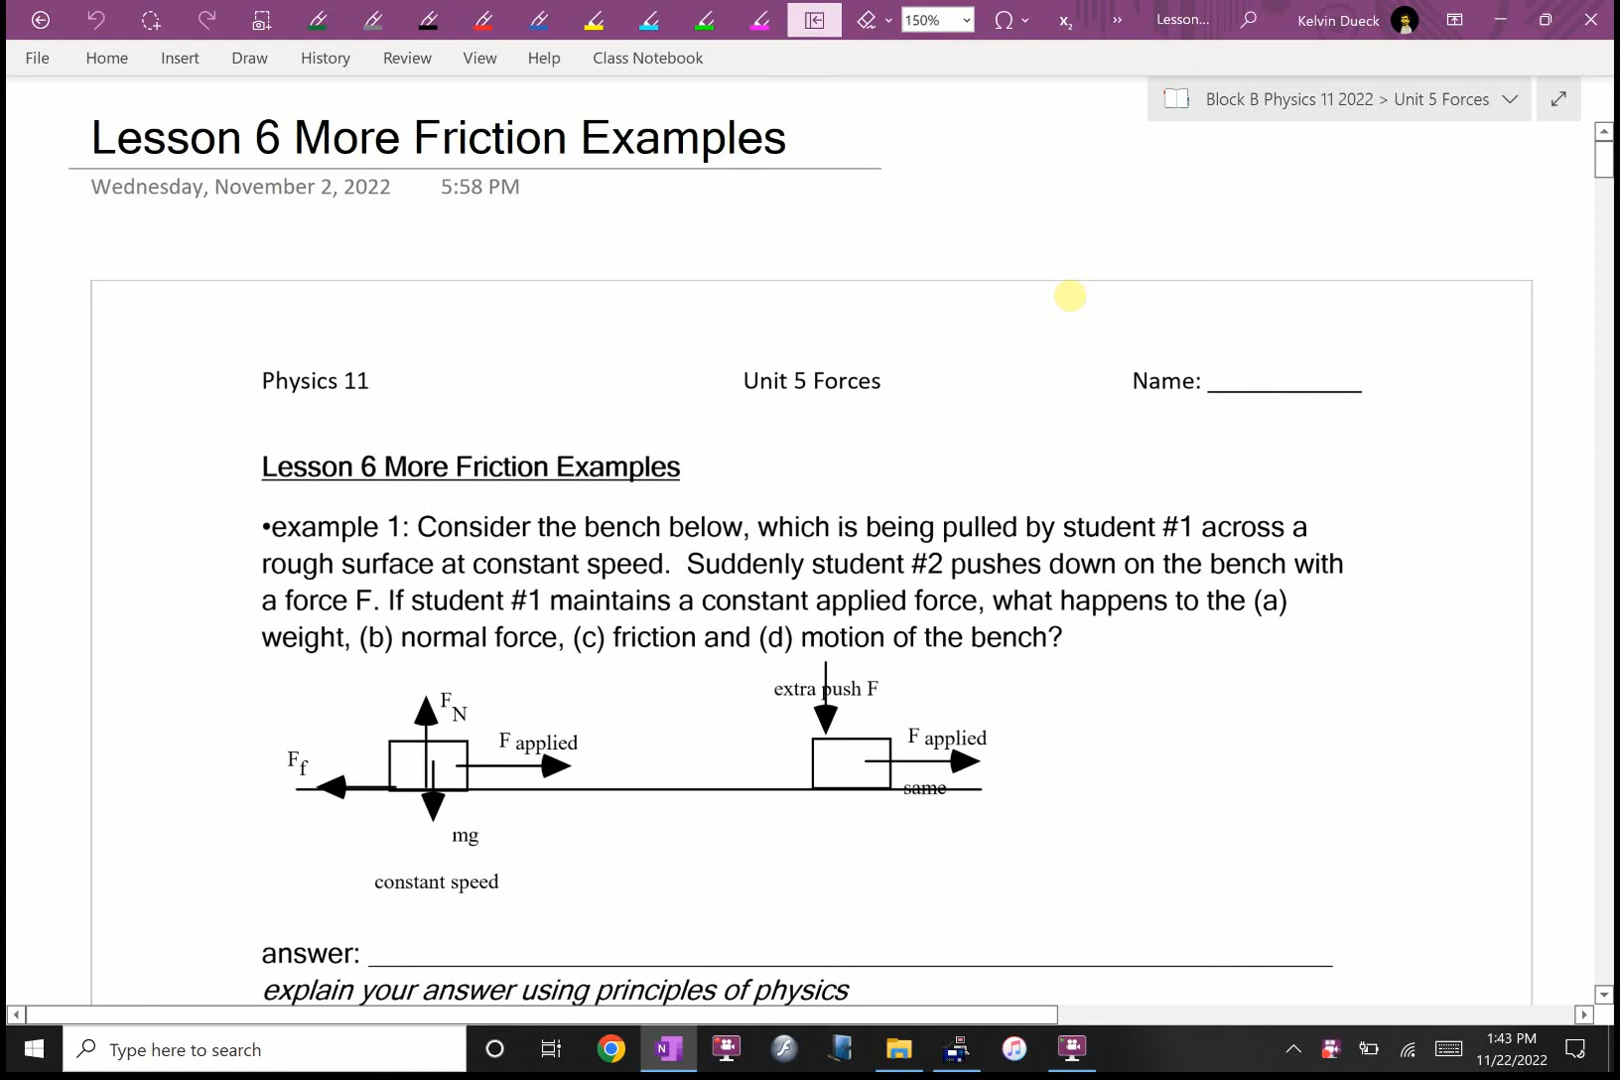 150%
Ω
x₂
Lesson...
Kelvin Dueck
File Home Insert Draw History Review View Help Class Notebook
Block B Physics 11 2022 > Unit 5 Forces
Lesson 6 More Friction Examples
Wednesday, November 2, 2022 5:58 PM
Physics 11 Unit 5 Forces Name: ____________
Lesson 6 More Friction Examples
•example 1: Consider the bench below, which is being pulled by student #1 across a
rough surface at constant speed. Suddenly student #2 pushes down on the bench with
a force F. If student #1 maintains a constant applied force, what happens to the (a)
weight, (b) normal force, (c) friction and (d) motion of the bench?
extra push F
F N
F applied
F applied
F f
same
mg
constant speed
answer: ____________
explain your answer using principles of physics
Type here to search
N
1:43 PM
11/22/2022